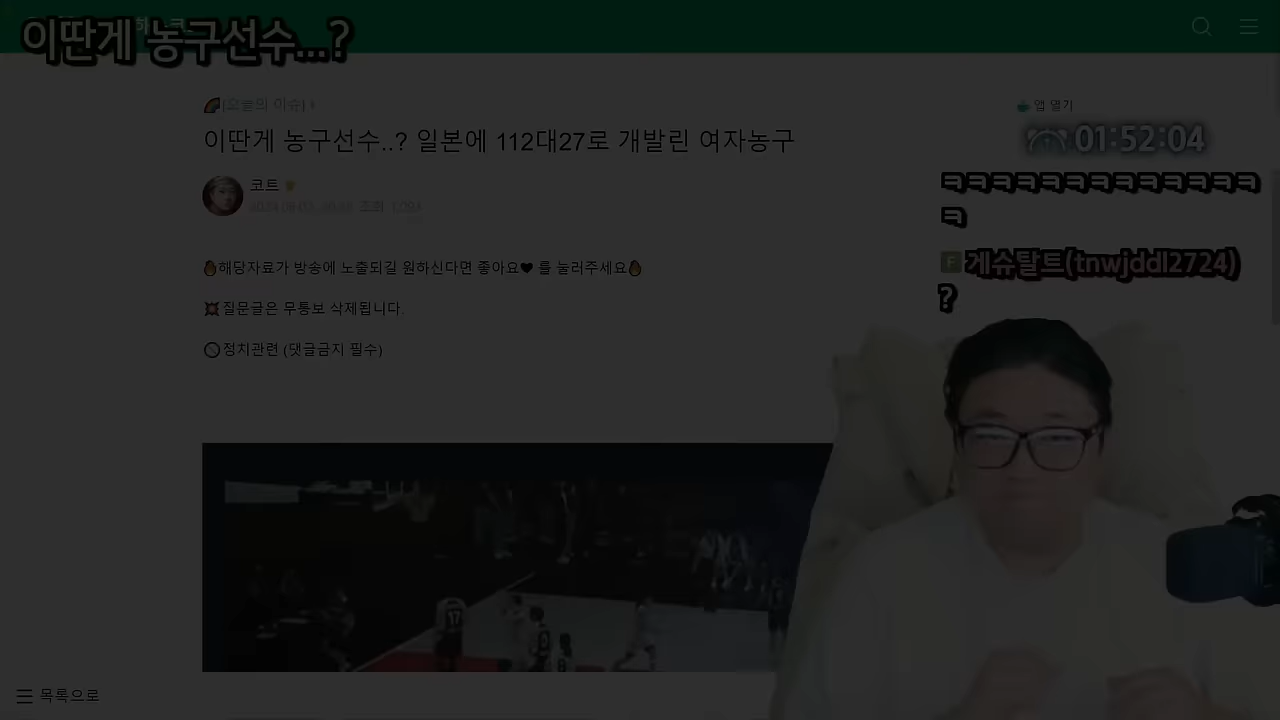 이딴게 농구선수...?
[오늘의 이슈]
앱 열기
이딴게 농구선수..? 일본에 112대27로 개발린 여자농구
01:52:04
코트
조회
ㅋㅋㅋㅋㅋㅋㅋㅋㅋㅋㅋㅋ
ㅋ
F 게슈탈트(tnwjddl2724)
?
🔥해당자료가 방송에 노출되길 원하신다면 좋아요❤ 를 눌러주세요🔥
💥질문글은 무통보 삭제됩니다.
🚫정치관련 (댓글금지 필수)
17
목록으로